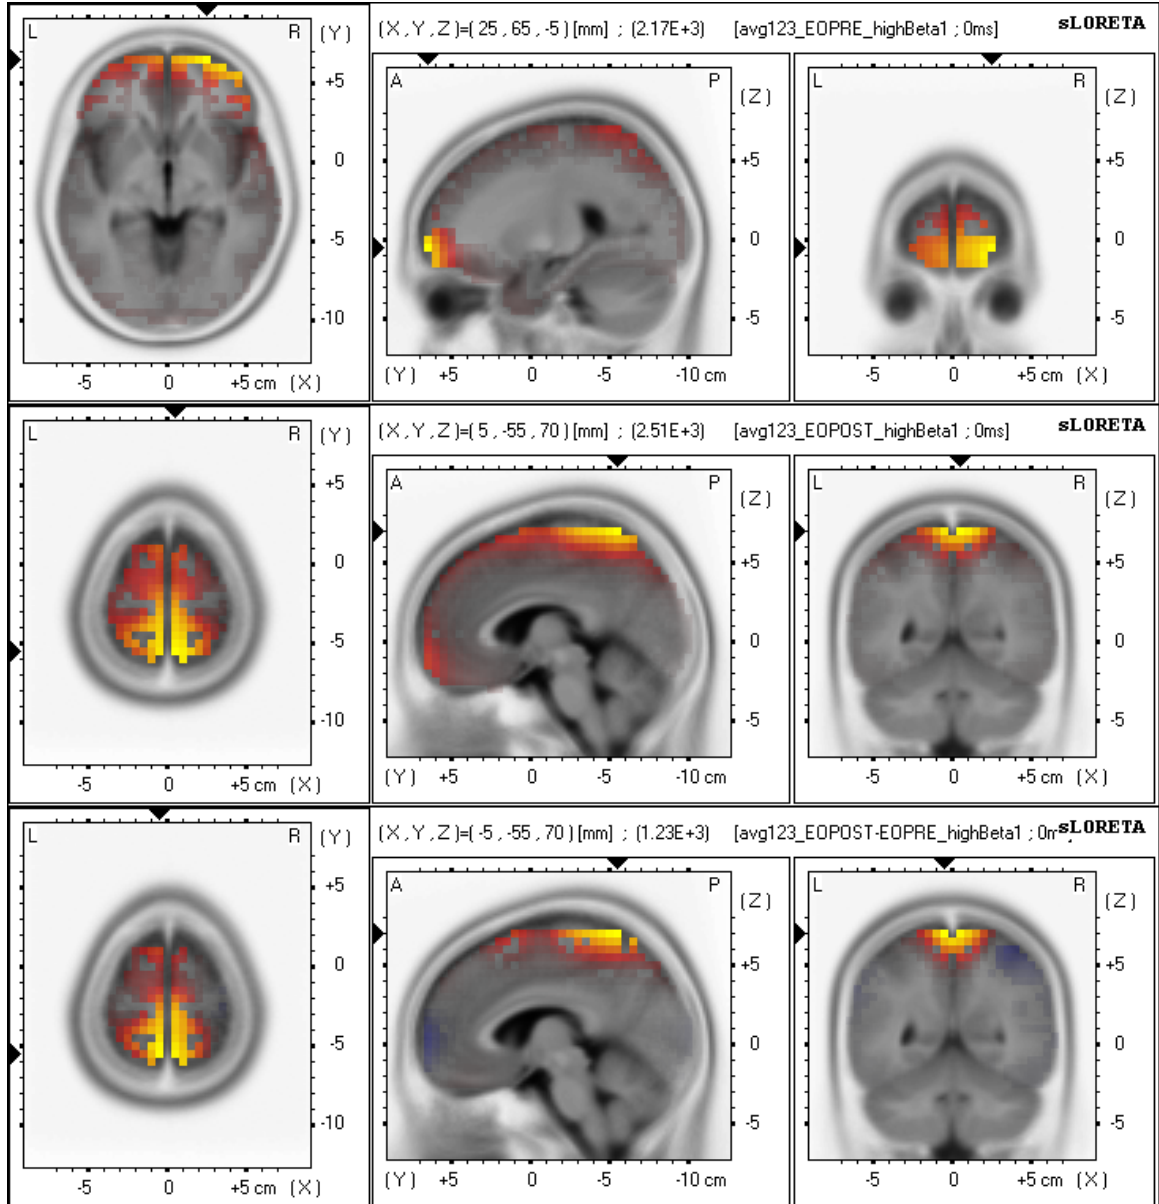 L R (Y) (X,Y,Z)=(25,65,-5)[mm] ; (2.17E+3) [avg123_EOPRE_highBeta1 ; 0ms] sLORETA
A P (Z) L R (Z)
+5 +5 +5
0 0 0
-5 -5 -5
-10
-5 0 +5 cm (X) (Y) +5 0 -5 -10 cm -5 0 +5 cm (X)
L R (Y) (X,Y,Z)=(5,-55,70)[mm] ; (2.51E+3) [avg123_EOPOST_highBeta1 ; 0ms] sLORETA
A P (Z) L R (Z)
+5 +5 +5
0 0 0
-5 -5 -5
-10
-5 0 +5 cm (X) (Y) +5 0 -5 -10 cm -5 0 +5 cm (X)
L R (Y) (X,Y,Z)=(-5,-55,70)[mm] ; (1.23E+3) [avg123_EOPOST-EOPRE_highBeta1 ; 0m sLORETA
A P (Z) L R (Z)
+5 +5 +5
0 0 0
-5 -5 -5
-10
-5 0 +5 cm (X) (Y) +5 0 -5 -10 cm -5 0 +5 cm (X)